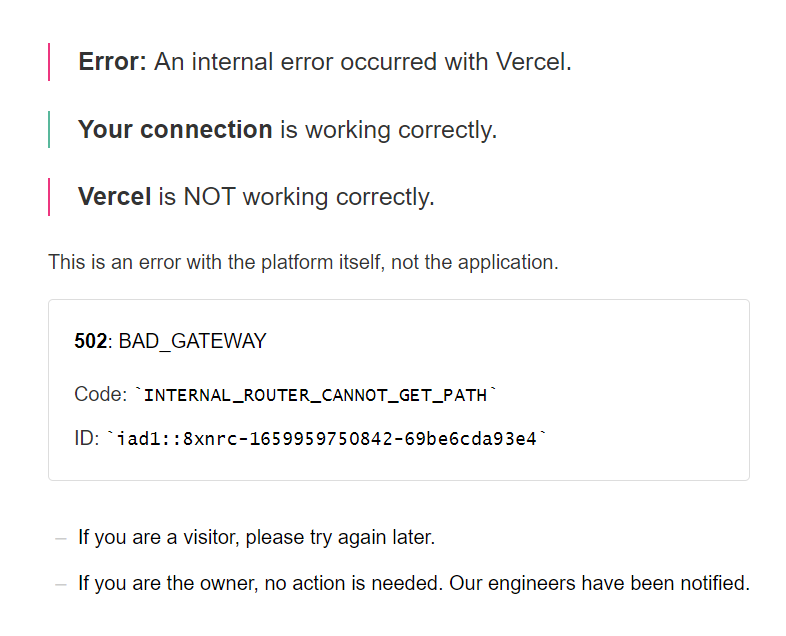 Error: An internal error occurred with Vercel.
Your connection is working correctly.
Vercel is NOT working correctly.
This is an error with the platform itself, not the application.
502: BAD_GATEWAY
Code: `INTERNAL_ROUTER_CANNOT_GET_PATH`
ID: `iad1::8xnrc-1659959750842-69be6cda93e4`
– If you are a visitor, please try again later.
– If you are the owner, no action is needed. Our engineers have been notified.